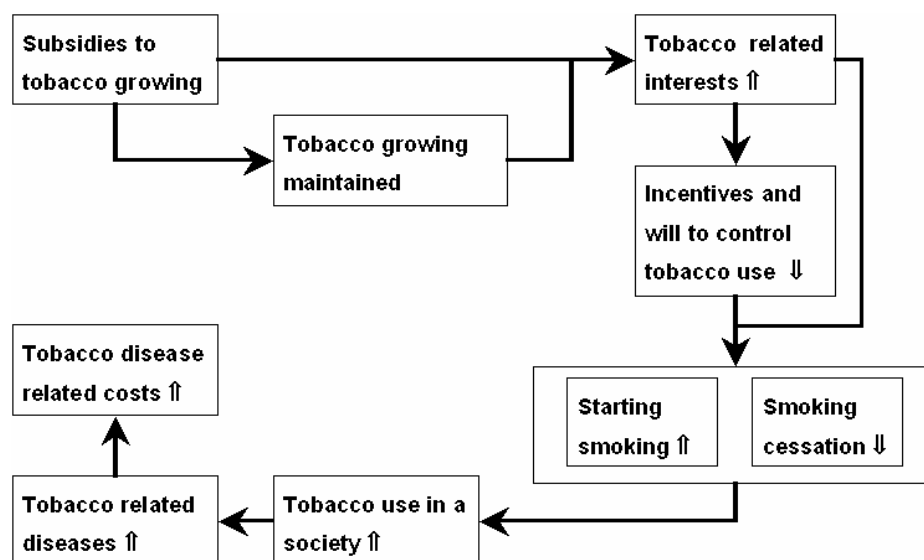 Subsidies to
tobacco growing
Tobacco related
interests ⇑
Tobacco growing
maintained
Incentives and
will to control
tobacco use ⇓
Starting
smoking ⇑
Smoking
cessation ⇓
Tobacco use in a
society ⇑
Tobacco related
diseases ⇑
Tobacco disease
related costs ⇑